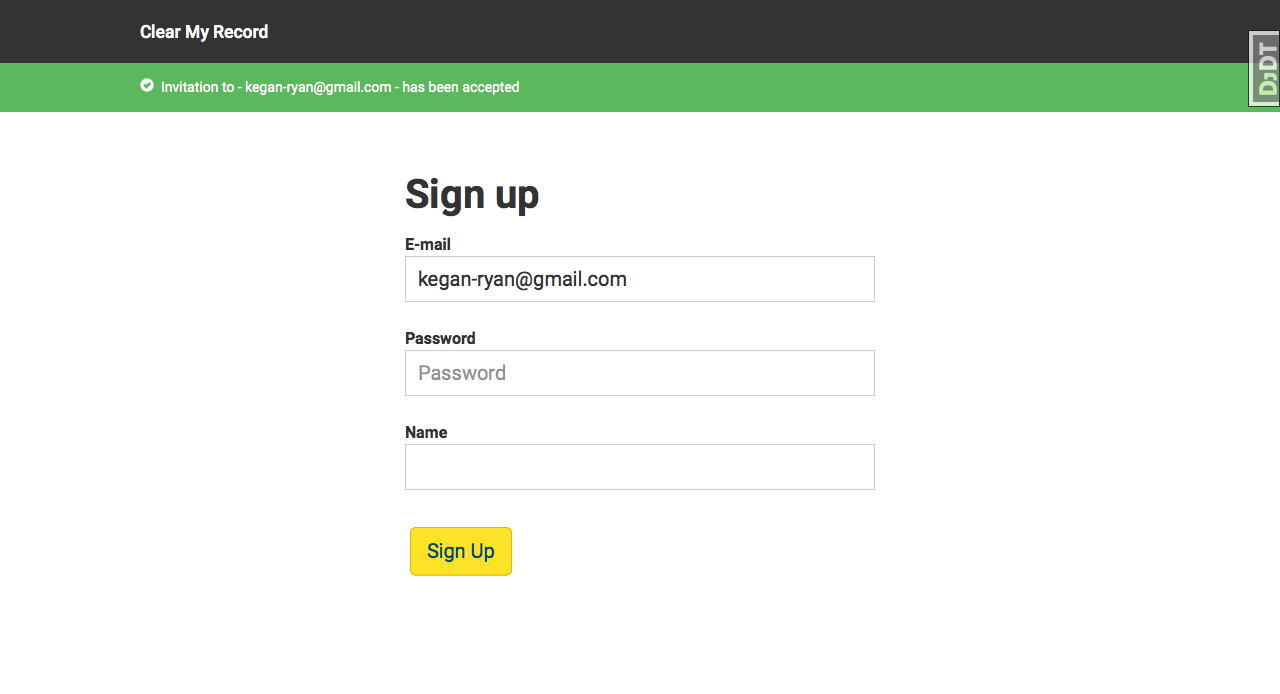 Clear My Record
DJDT
Invitation to - kegan-ryan@gmail.com - has been accepted
Sign up
E-mail
kegan-ryan@gmail.com
Password
Password
Name
Sign Up